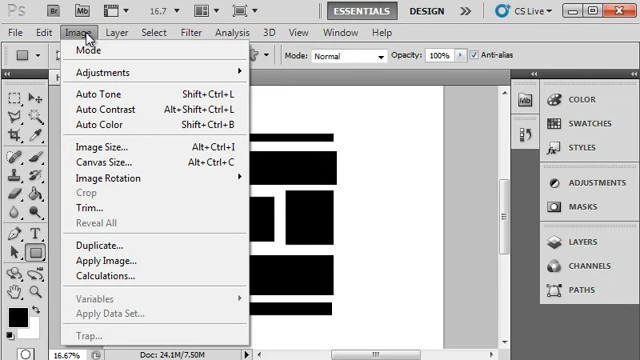 Ps Br Mb 16.7 ESSENTIALS DESIGN >> CS Live
File Edit Image Layer Select Filter Analysis 3D View Window Help
Mode: Normal Opacity: 100% Anti-alias
Mode
Adjustments
Auto Tone Shift+Ctrl+L
Auto Contrast Alt+Shift+Ctrl+L
Auto Color Shift+Ctrl+B
Image Size... Alt+Ctrl+I
Canvas Size... Alt+Ctrl+C
Image Rotation
Crop
Trim...
Reveal All
Duplicate...
Apply Image...
Calculations...
Variables
Apply Data Set...
Trap...
COLOR
SWATCHES
STYLES
ADJUSTMENTS
MASKS
LAYERS
CHANNELS
PATHS
16.67% Doc: 24.1M/7.50M